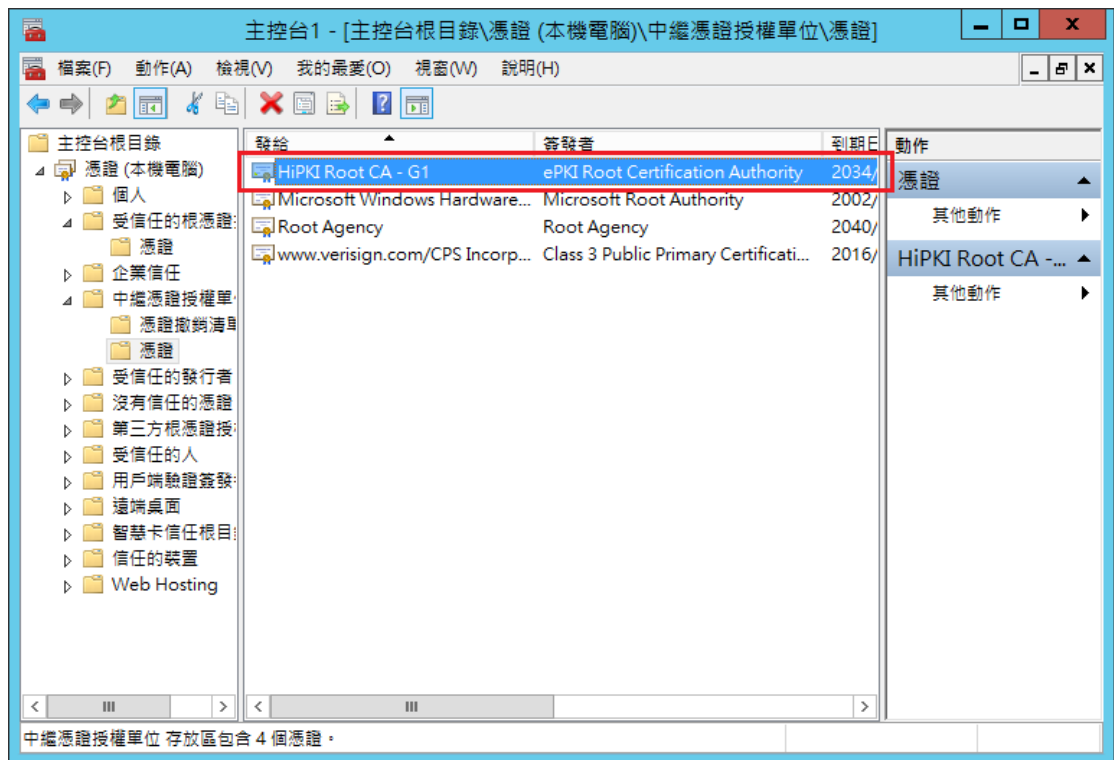 主控台1 - [主控台根目錄\憑證 (本機電腦)\中繼憑證授權單位\憑證]
檔案(F) 動作(A) 檢視(V) 我的最愛(O) 視窗(W) 說明(H)
主控台根目錄
憑證 (本機電腦)
個人
受信任的根憑證
憑證
企業信任
中繼憑證授權單
憑證撤銷清單
憑證
受信任的發行者
沒有信任的憑證
第三方根憑證授
受信任的人
用戶端驗證簽發
遠端桌面
智慧卡信任根目
信任的裝置
Web Hosting
發給 簽發者 到期日
HiPKI Root CA - G1 ePKI Root Certification Authority 2034/
Microsoft Windows Hardware... Microsoft Root Authority 2002/
Root Agency Root Agency 2040/
www.verisign.com/CPS Incorp... Class 3 Public Primary Certificati... 2016/
動作
憑證
其他動作
HiPKI Root CA -...
其他動作
中繼憑證授權單位 存放區包含 4 個憑證。